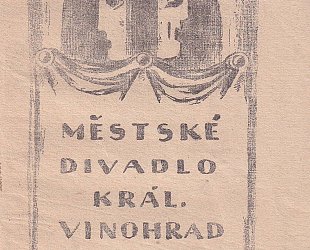 MĚSTSKÉ
DIVADLO
KRÁL.
VINOHRAD